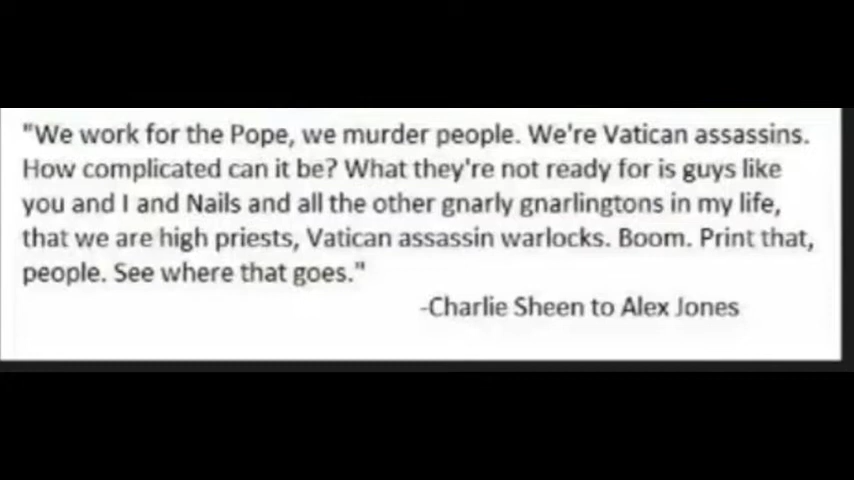 "We work for the Pope, we murder people. We're Vatican assassins.
How complicated can it be? What they're not ready for is guys like
you and I and Nails and all the other gnarly gnarlingtons in my life,
that we are high priests, Vatican assassin warlocks. Boom. Print that,
people. See where that goes."
-Charlie Sheen to Alex Jones